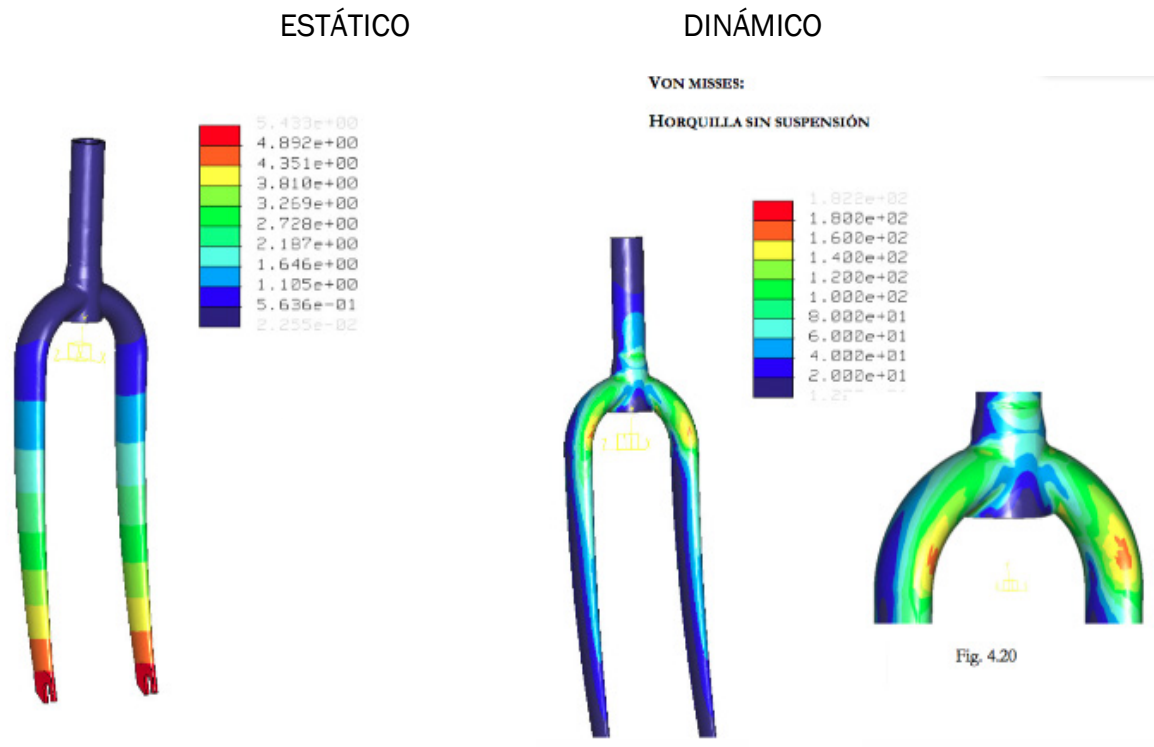 ESTÁTICO
DINÁMICO
VON MISSES:
HORQUILLA SIN SUSPENSIÓN
5.433e+00
4.892e+00
4.351e+00
3.810e+00
3.269e+00
2.728e+00
2.187e+00
1.646e+00
1.105e+00
5.636e-01
2.255e-02
1.822e+02
1.800e+02
1.600e+02
1.400e+02
1.200e+02
1.000e+02
8.000e+01
6.000e+01
4.000e+01
2.000e+01
Fig. 4.20